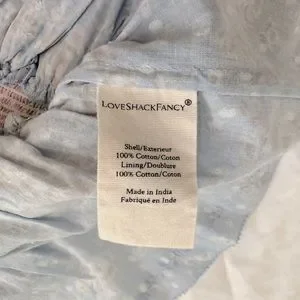 LoveShackFancy®
Shell/Exterieur
100% Cotton/Coton
Lining/Doublure
100% Cotton/Coton
Made in India
Fabriqué en Inde